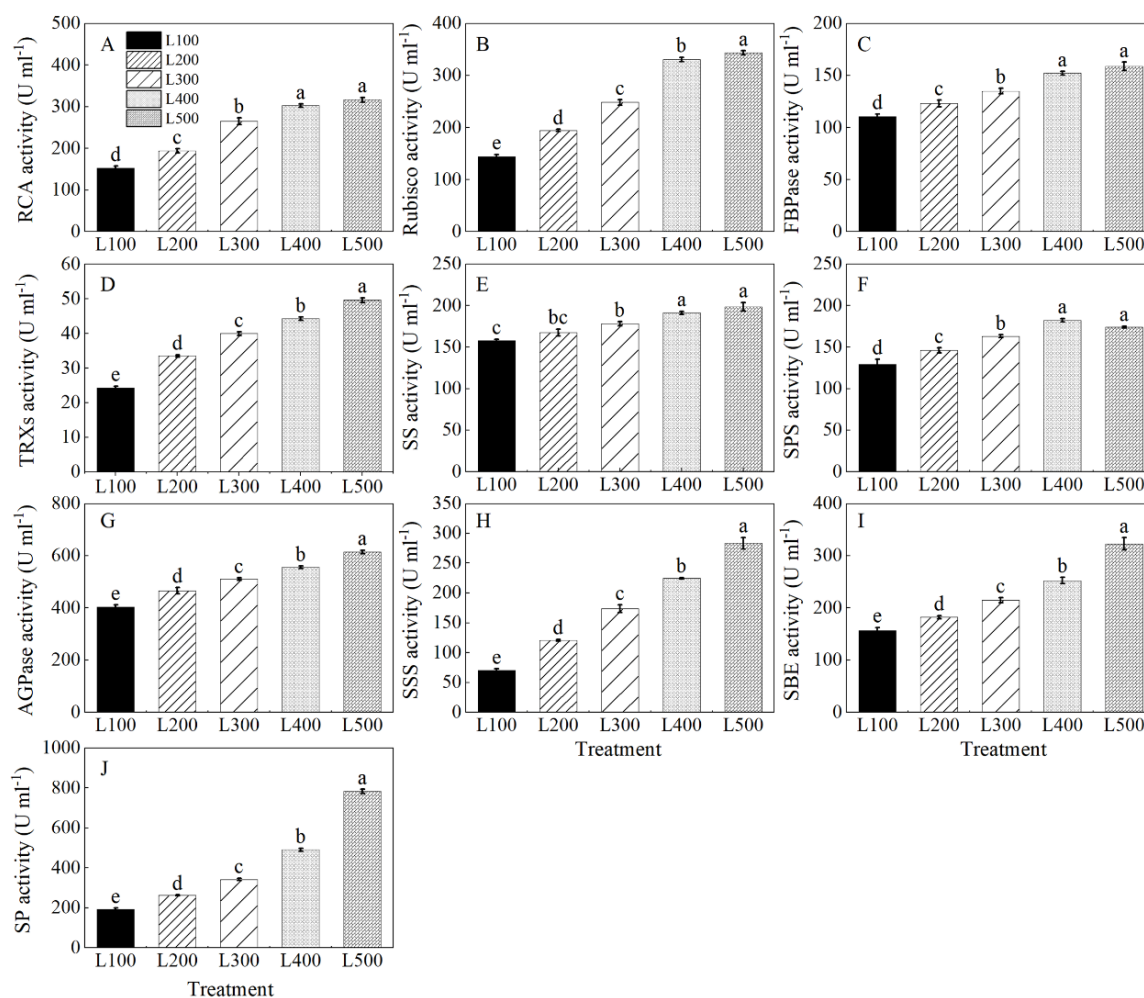 RCA activity (U ml⁻¹)
500
400
300
200
100
0
A
L100
L200
L300
L400
L500
d
c
b
a
a
L100 L200 L300 L400 L500
Rubisco activity (U ml⁻¹)
400
300
200
100
0
B
e
d
c
b
a
L100 L200 L300 L400 L500
FBPase activity (U ml⁻¹)
200
150
100
50
0
C
d
c
b
a
a
L100 L200 L300 L400 L500
TRXs activity (U ml⁻¹)
60
50
40
30
20
10
0
D
e
d
c
b
a
L100 L200 L300 L400 L500
SS activity (U ml⁻¹)
250
200
150
100
50
0
E
c
bc
b
a
a
L100 L200 L300 L400 L500
SPS activity (U ml⁻¹)
250
200
150
100
50
0
F
d
c
b
a
a
L100 L200 L300 L400 L500
AGPase activity (U ml⁻¹)
800
600
400
200
0
G
e
d
c
b
a
L100 L200 L300 L400 L500
SSS activity (U ml⁻¹)
350
300
250
200
150
100
50
0
H
e
d
c
b
a
L100 L200 L300 L400 L500
Treatment
SBE activity (U ml⁻¹)
400
300
200
100
0
I
e
d
c
b
a
L100 L200 L300 L400 L500
Treatment
SP activity (U ml⁻¹)
1000
800
600
400
200
0
J
e
d
c
b
a
L100 L200 L300 L400 L500
Treatment